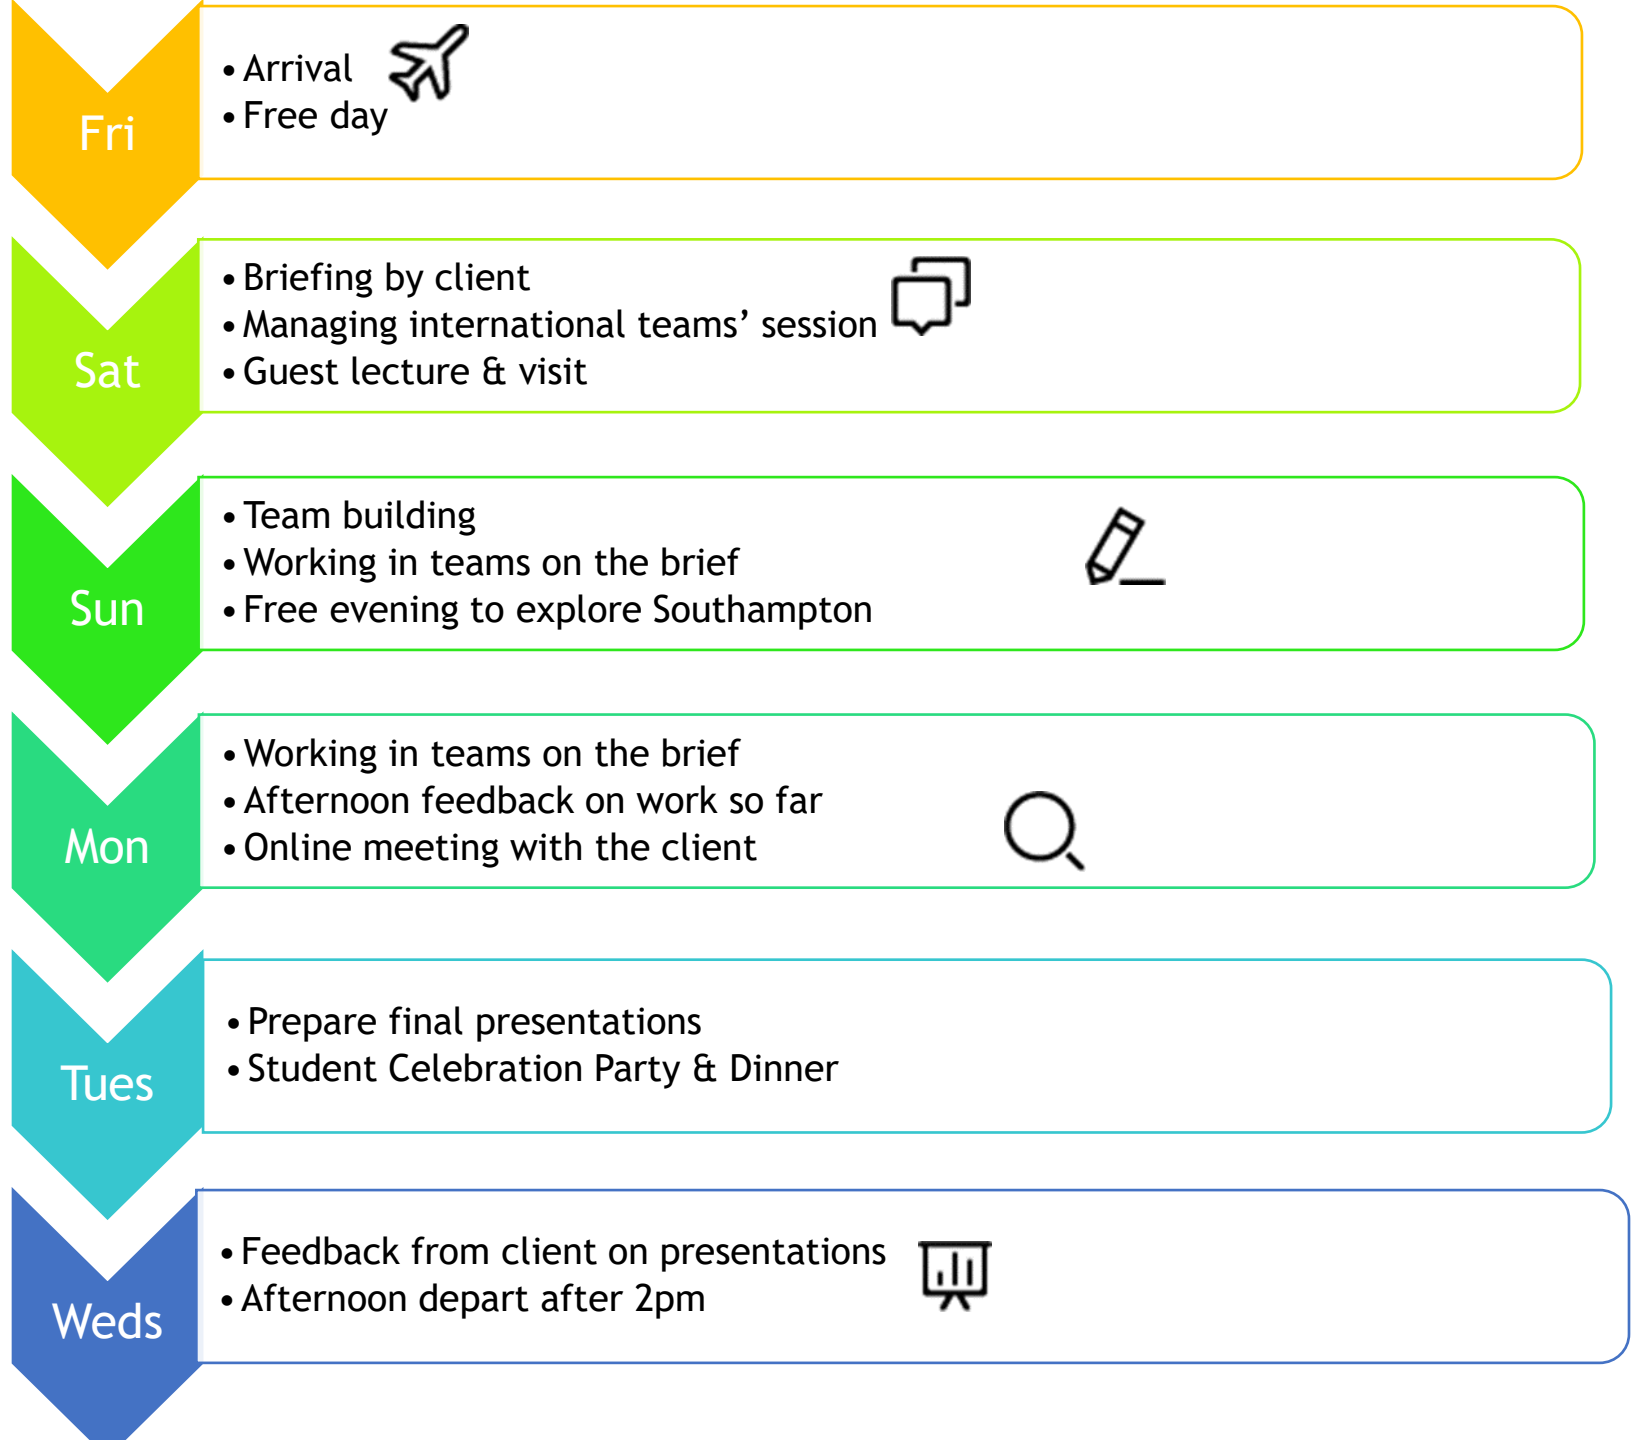 Fri
• Arrival
• Free day
Sat
• Briefing by client
• Managing international teams’ session
• Guest lecture & visit
Sun
• Team building
• Working in teams on the brief
• Free evening to explore Southampton
Mon
• Working in teams on the brief
• Afternoon feedback on work so far
• Online meeting with the client
Tues
• Prepare final presentations
• Student Celebration Party & Dinner
Weds
• Feedback from client on presentations
• Afternoon depart after 2pm